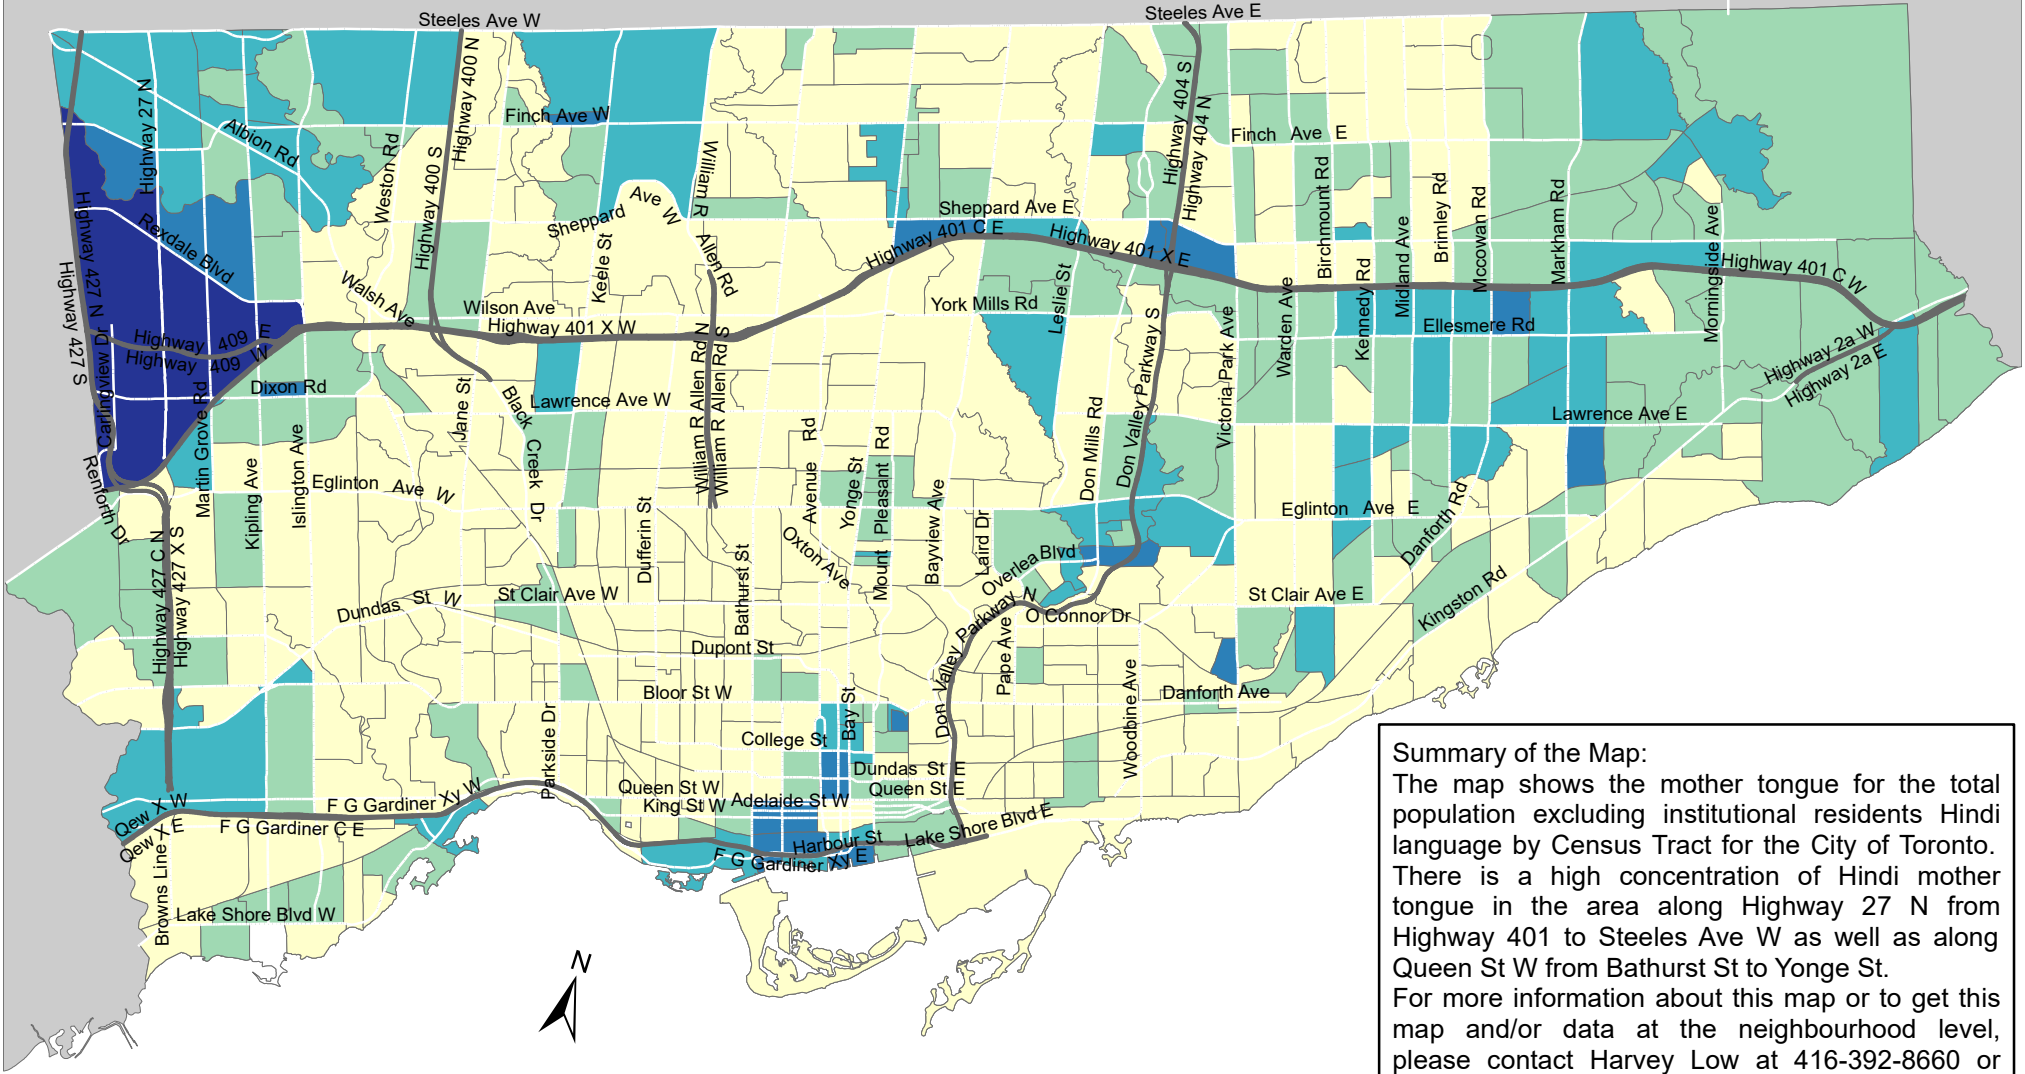 Steeles Ave W
Steeles Ave E
Highway 27 N
Albion Rd
Weston Rd
Highway 400 N
Highway 400 S
Finch Ave W
William R
Allen Rd
Highway 404 S
Highway 404 N
Finch Ave E
Birchmount Rd
Brimley Rd
Mccowan Rd
Markham Rd
Midland Ave
Kennedy Rd
Morningside Ave
Highway 427 N
Highway 427 S
Rexdale Blvd
Sheppard Ave W
Keele St
Sheppard Ave E
Highway 401 C E
Highway 401 X E
Highway 401 C W
Walsh Ave
Wilson Ave
Highway 401 X W
York Mills Rd
Leslie St
Warden Ave
Victoria Park Ave
Ellesmere Rd
Highway 2a W
Highway 2a E
Highway 409 E
Highway 409 W
Carlingview Dr
Dixon Rd
Martin Grove Rd
Jane St
Black Creek Dr
Lawrence Ave W
William R Allen Rd N
William R Allen Rd S
Avenue Rd
Yonge St
Mount Pleasant Rd
Bayview Ave
Laird Dr
Don Mills Rd
Don Valley Parkway S
Lawrence Ave E
Renforth Dr
Kipling Ave
Islington Ave
Eglinton Ave W
Dufferin St
Bathurst St
Oxton Ave
Overlea Blvd
Eglinton Ave E
Danforth Rd
Highway 427 C N
Highway 427 X S
Dundas St W
St Clair Ave W
Don Valley Parkway N
O Connor Dr
St Clair Ave E
Kingston Rd
Dupont St
Pape Ave
Woodbine Ave
Bloor St W
Danforth Ave
Parkside Dr
Bay St
College St
Dundas St E
Queen St W
Queen St E
King St W
Adelaide St W
Qew X W
Qew X E
F G Gardiner Xy W
F G Gardiner C E
Harbour St
Lake Shore Blvd E
F G Gardiner Xy E
Browns Line
Lake Shore Blvd W
N
Summary of the Map:
The map shows the mother tongue for the total
population excluding institutional residents Hindi
language by Census Tract for the City of Toronto.
There is a high concentration of Hindi mother
tongue in the area along Highway 27 N from
Highway 401 to Steeles Ave W as well as along
Queen St W from Bathurst St to Yonge St.
For more information about this map or to get this
map and/or data at the neighbourhood level,
please contact Harvey Low at 416-392-8660 or